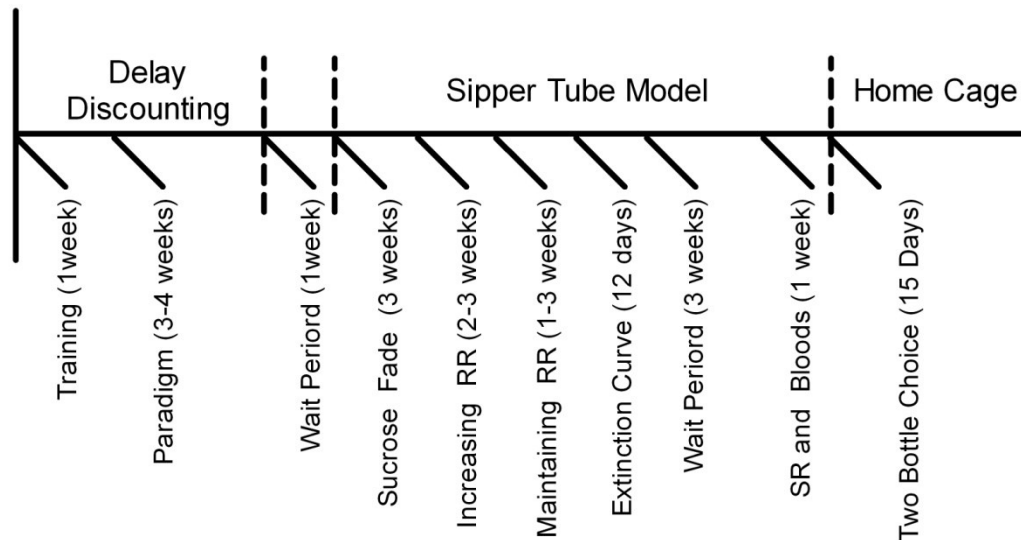 Delay
Discounting
Sipper Tube Model
Home Cage
Training (1week)
Paradigm (3-4 weeks)
Wait Periord (1week)
Sucrose Fade (3 weeks)
Increasing RR (2-3 weeks)
Maintaining RR (1-3 weeks)
Extinction Curve (12 days)
Wait Periord (3 weeks)
SR and Bloods (1 week)
Two Bottle Choice (15 Days)